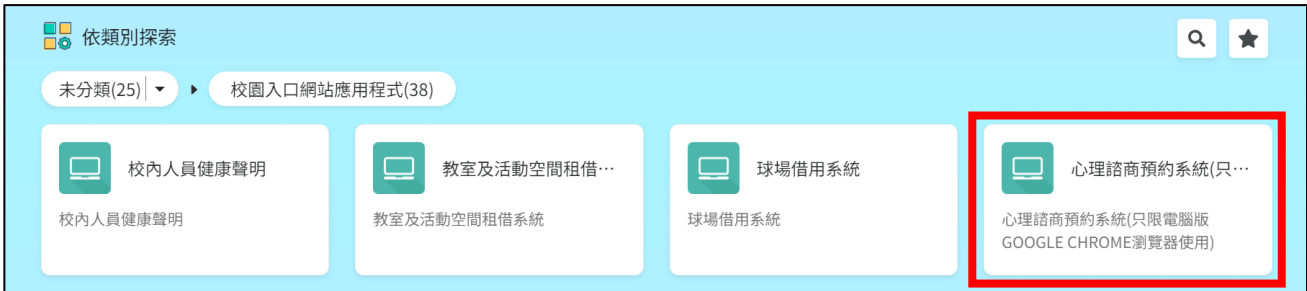 依類別探索
未分類(25) 校園入口網站應用程式(38)
校內人員健康聲明
校內人員健康聲明
教室及活動空間租借…
教室及活動空間租借系統
球場借用系統
球場借用系統
心理諮商預約系統(只…
心理諮商預約系統(只限電腦版
GOOGLE CHROME瀏覽器使用)